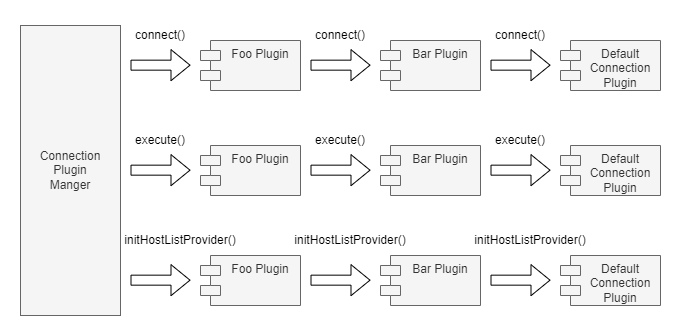 connect()
connect()
connect()
Foo Plugin
Bar Plugin
Default
Connection
Plugin
execute()
execute()
execute()
Connection
Plugin
Manger
Foo Plugin
Bar Plugin
Default
Connection
Plugin
initHostListProvider()
initHostListProvider()
initHostListProvider()
Foo Plugin
Bar Plugin
Default
Connection
Plugin